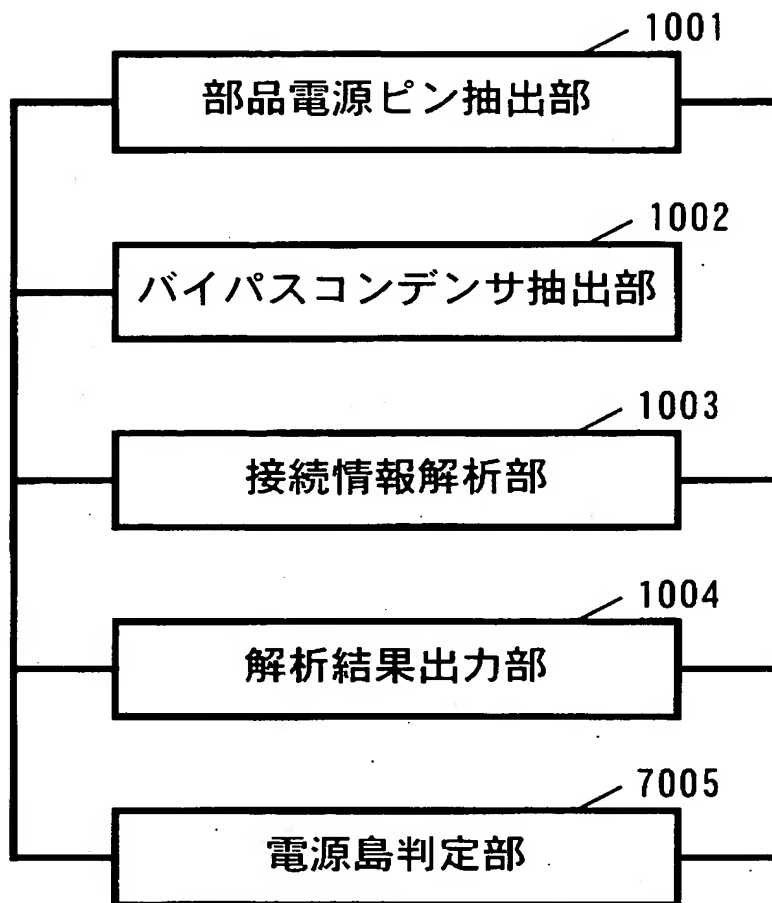 1001
部品電源ピン抽出部
1002
バイパスコンデンサ抽出部
1003
接続情報解析部
1004
解析結果出力部
7005
電源島判定部